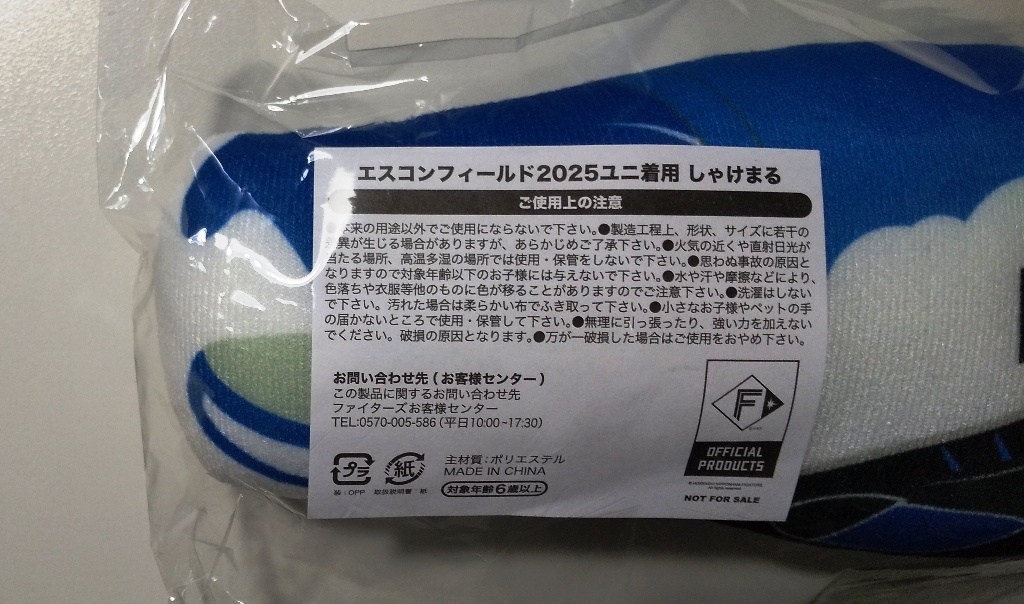 エスコンフィールド2025ユニ着用 しゃけまる
ご使用上の注意
●本来の用途以外でご使用にならないで下さい。●製造工程上、形状、サイズに若干の
差異が生じる場合がありますが、あらかじめご了承下さい。●火気の近くや直射日光が
当たる場所、高温多湿の場所では使用・保管をしないで下さい。●思わぬ事故の原因と
なりますので対象年齢以下のお子様には与えないで下さい。●水や汗や摩擦などにより、
色落ちや衣服等他のものに色が移ることがありますのでご注意下さい。●洗濯はしない
で下さい。汚れた場合は柔らかい布でふき取って下さい。●小さなお子様やペットの手
の届かないところで使用・保管して下さい。●無理に引っ張ったり、強い力を加えない
でください。破損の原因となります。●万が一破損した場合はご使用をおやめ下さい。
お問い合わせ先(お客様センター)
この製品に関するお問い合わせ先
ファイターズお客様センター
TEL:0570-005-586(平日10:00~17:30)
プラ
袋：OPP
紙
取扱説明書：紙
主材質：ポリエステル
MADE IN CHINA
対象年齢6歳以上
F
OFFICIAL
PRODUCTS
NOT FOR SALE